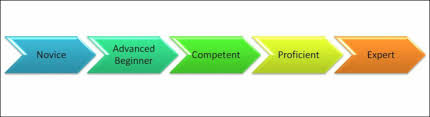 Novice
Advanced
Beginner
Competent
Proficient
Expert